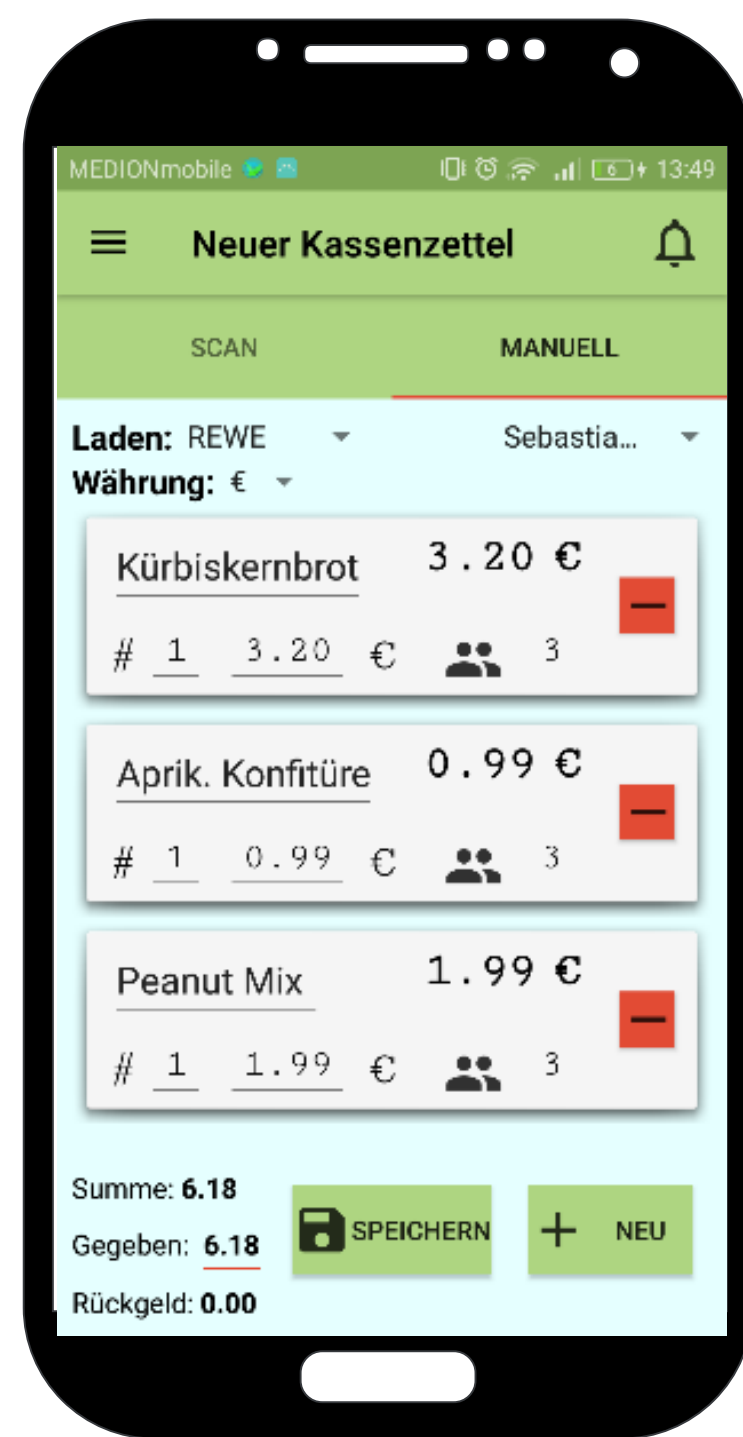 MEDIONmobile 6 13:49
Neuer Kassenzettel
SCAN MANUELL
Laden: REWE Sebastia...
Währung: €
Kürbiskernbrot 3.20 €
# 1 3.20 € 3
Aprik. Konfitüre 0.99 €
# 1 0.99 € 3
Peanut Mix 1.99 €
# 1 1.99 € 3
Summe: 6.18
Gegeben: 6.18 SPEICHERN + NEU
Rückgeld: 0.00